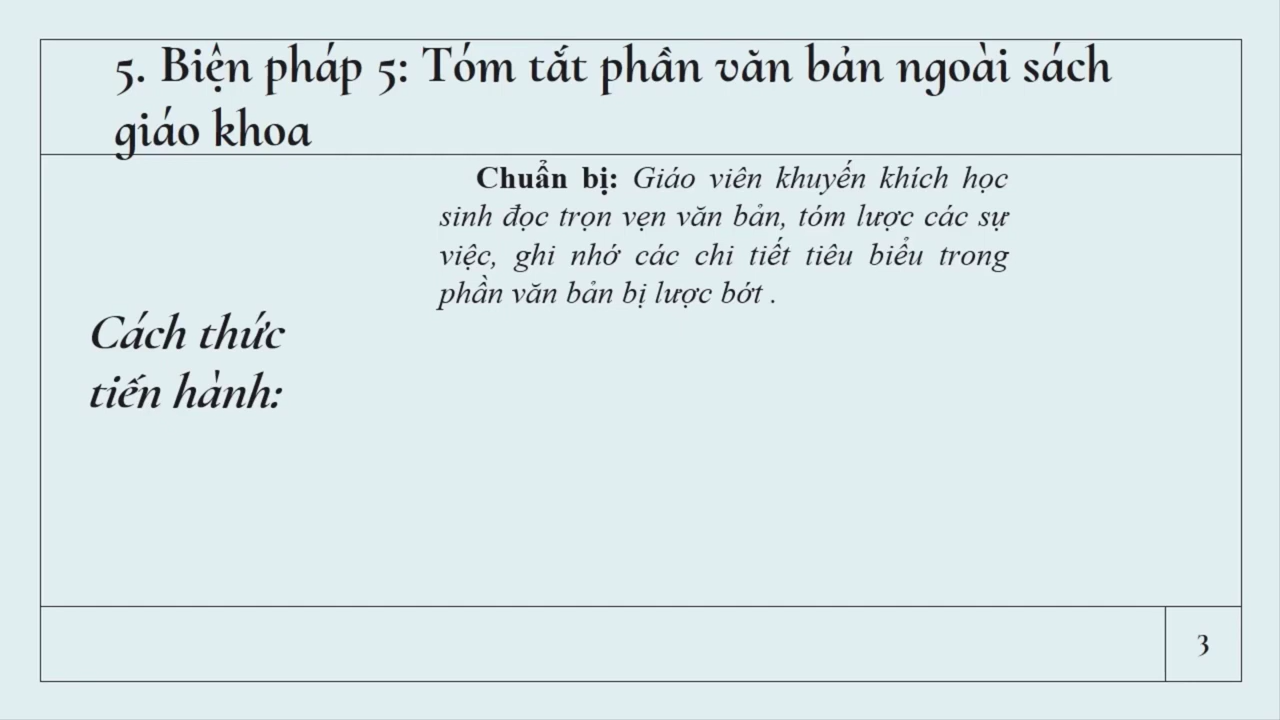 5. Biện pháp 5: Tóm tắt phần văn bản ngoài sách
giáo khoa
Chuẩn bị: Giáo viên khuyến khích học
sinh đọc trọn vẹn văn bản, tóm lược các sự
việc, ghi nhớ các chi tiết tiêu biểu trong
phần văn bản bị lược bớt .
Cách thức
tiến hành:
3